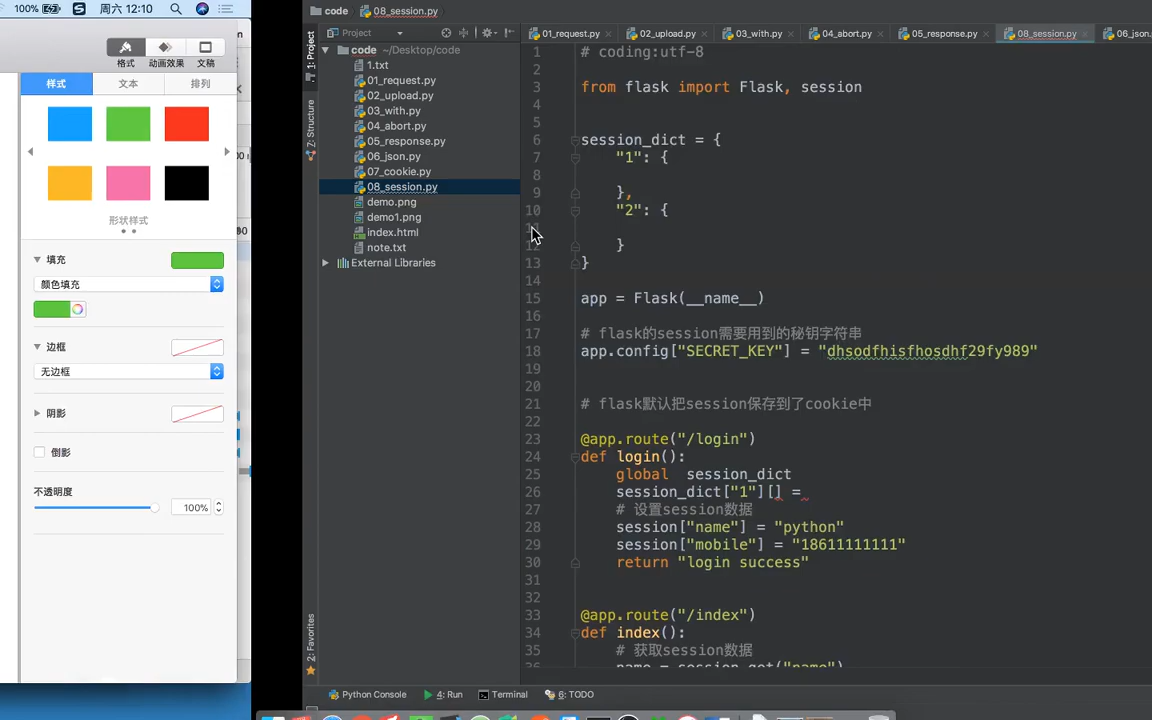 100% 周六 12:10
格式 动画效果 文稿
样式 文本 排列
形状样式
填充
颜色填充
边框
无边框
阴影
倒影
不透明度
100%
code 08_session.py
Project
01_request.py 02_upload.py 03_with.py 04_abort.py 05_response.py 08_session.py 06_json.
1: Project
7: Structure
2: Favorites
code ~/Desktop/code
1.txt
01_request.py
02_upload.py
03_with.py
04_abort.py
05_response.py
06_json.py
07_cookie.py
08_session.py
demo.png
demo1.png
index.html
note.txt
External Libraries
1 # coding:utf-8
2
3 from flask import Flask, session
4
5
6 session_dict = {
7 "1": {
8
9 },
10 "2": {
11
12 }
13 }
14
15 app = Flask(__name__)
16
17 # flask的session需要用到的秘钥字符串
18 app.config["SECRET_KEY"] = "dhsodfhisfhosdhf29fy989"
19
20
21 # flask默认把session保存到了cookie中
22
23 @app.route("/login")
24 def login():
25 global session_dict
26 session_dict["1"][] =
27 # 设置session数据
28 session["name"] = "python"
29 session["mobile"] = "18611111111"
30 return "login success"
31
32
33 @app.route("/index")
34 def index():
35 # 获取session数据
36 name = session.get("name")
Python Console 4: Run Terminal 6: TODO